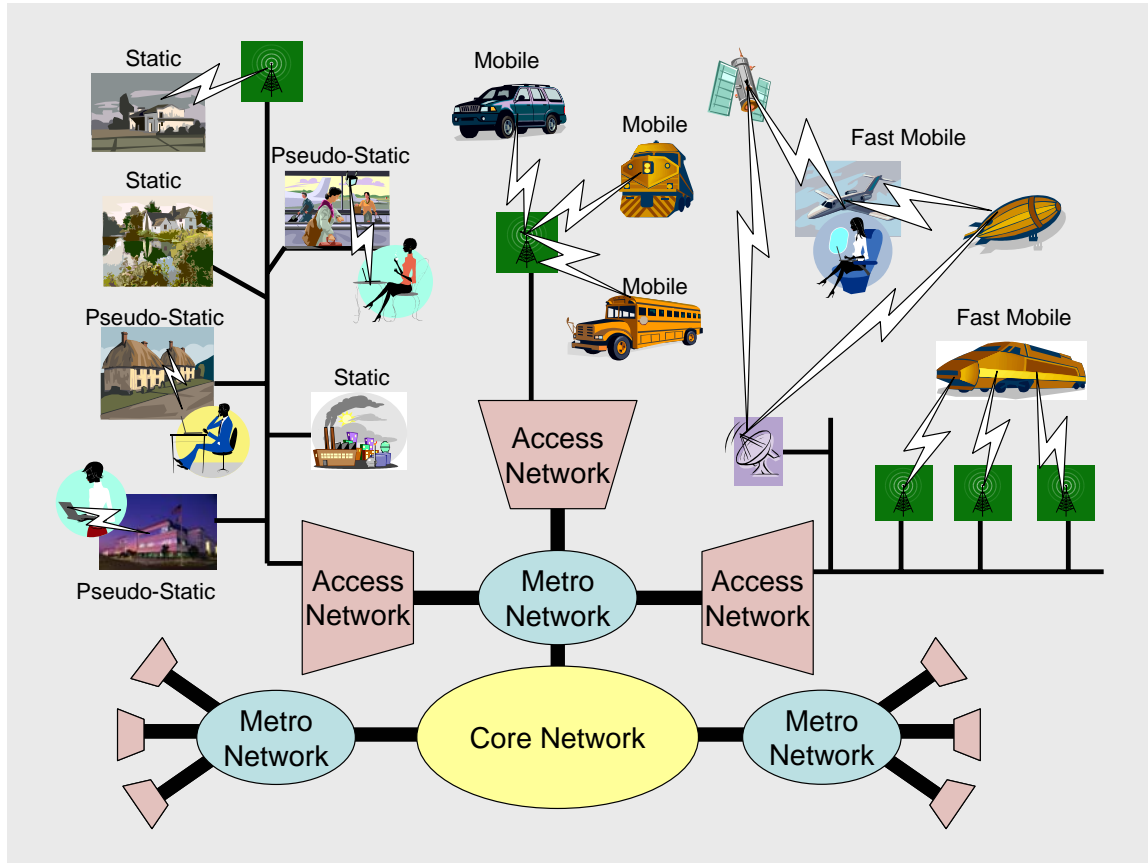 Static
Mobile
Mobile
Fast Mobile
Pseudo-Static
Static
Mobile
Pseudo-Static
Fast Mobile
Static
Access
Network
Pseudo-Static
Access
Network
Metro
Network
Access
Network
Metro
Network
Core Network
Metro
Network